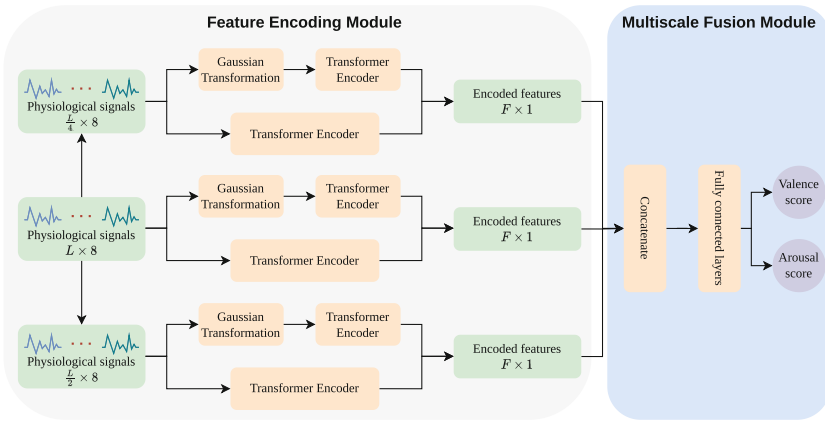 Feature Encoding Module
Multiscale Fusion Module
Physiological signals
L/4 × 8
Gaussian
Transformation
Transformer
Encoder
Transformer Encoder
Encoded features
F × 1
Physiological signals
L × 8
Gaussian
Transformation
Transformer
Encoder
Transformer Encoder
Encoded features
F × 1
Physiological signals
L/2 × 8
Gaussian
Transformation
Transformer
Encoder
Transformer Encoder
Encoded features
F × 1
Concatenate
Fully connected layers
Valence
score
Arousal
score